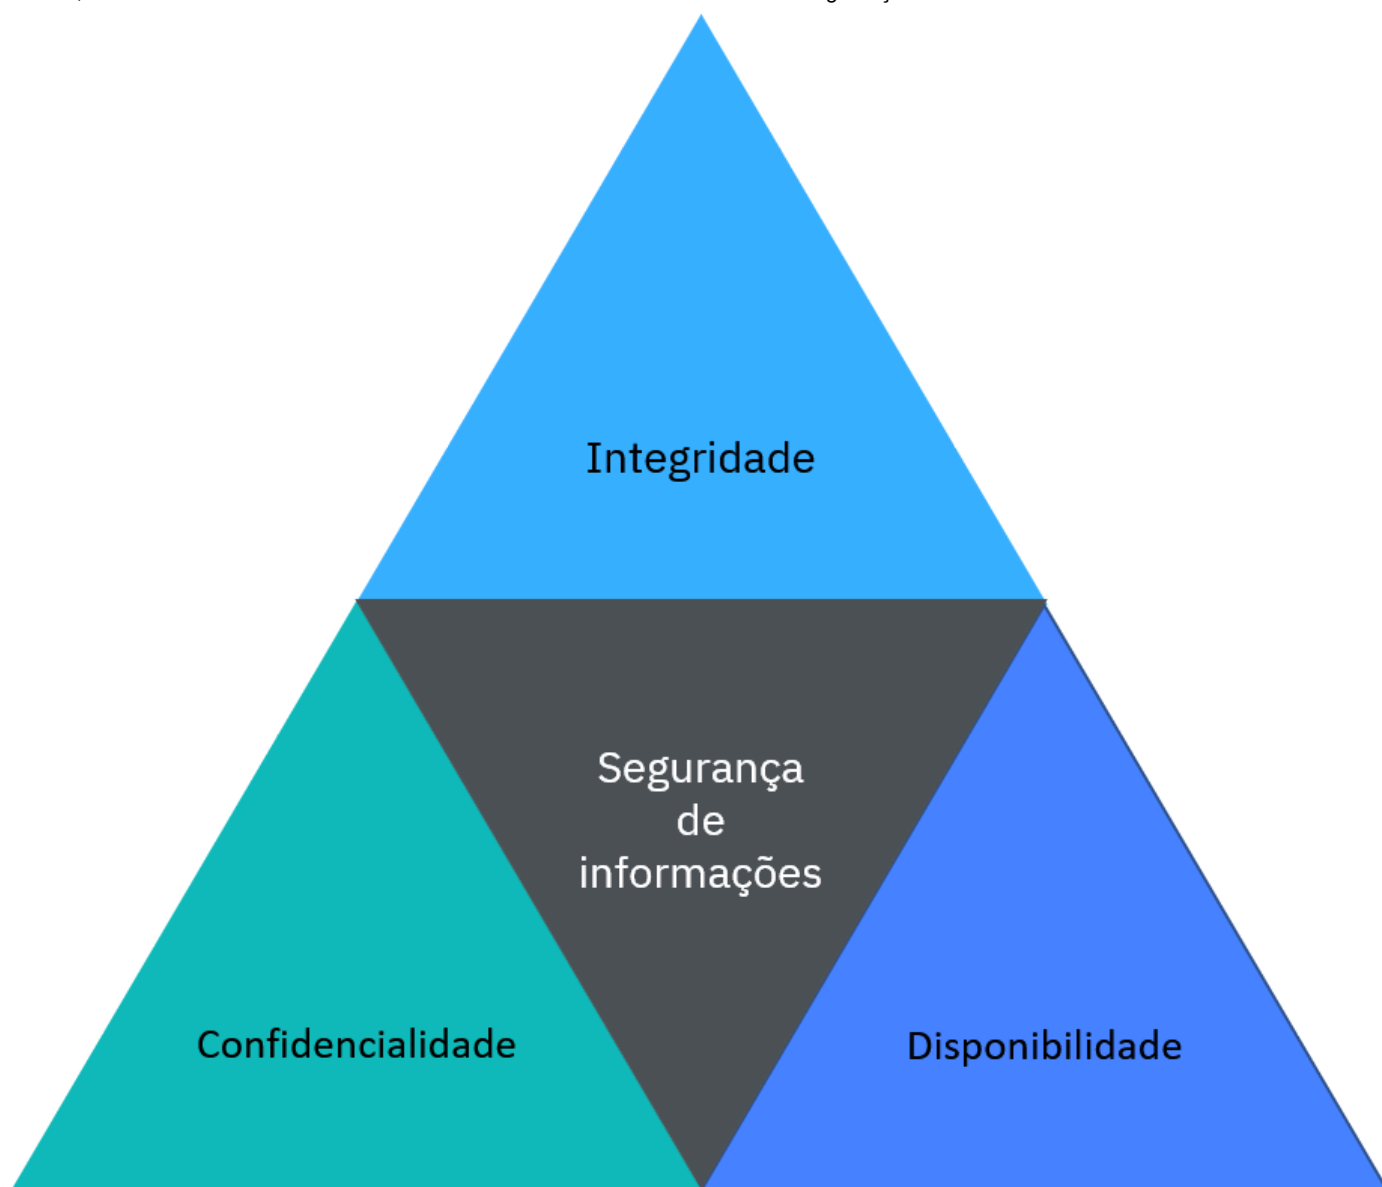 Integridade
Segurança
de
informações
Confidencialidade
Disponibilidade